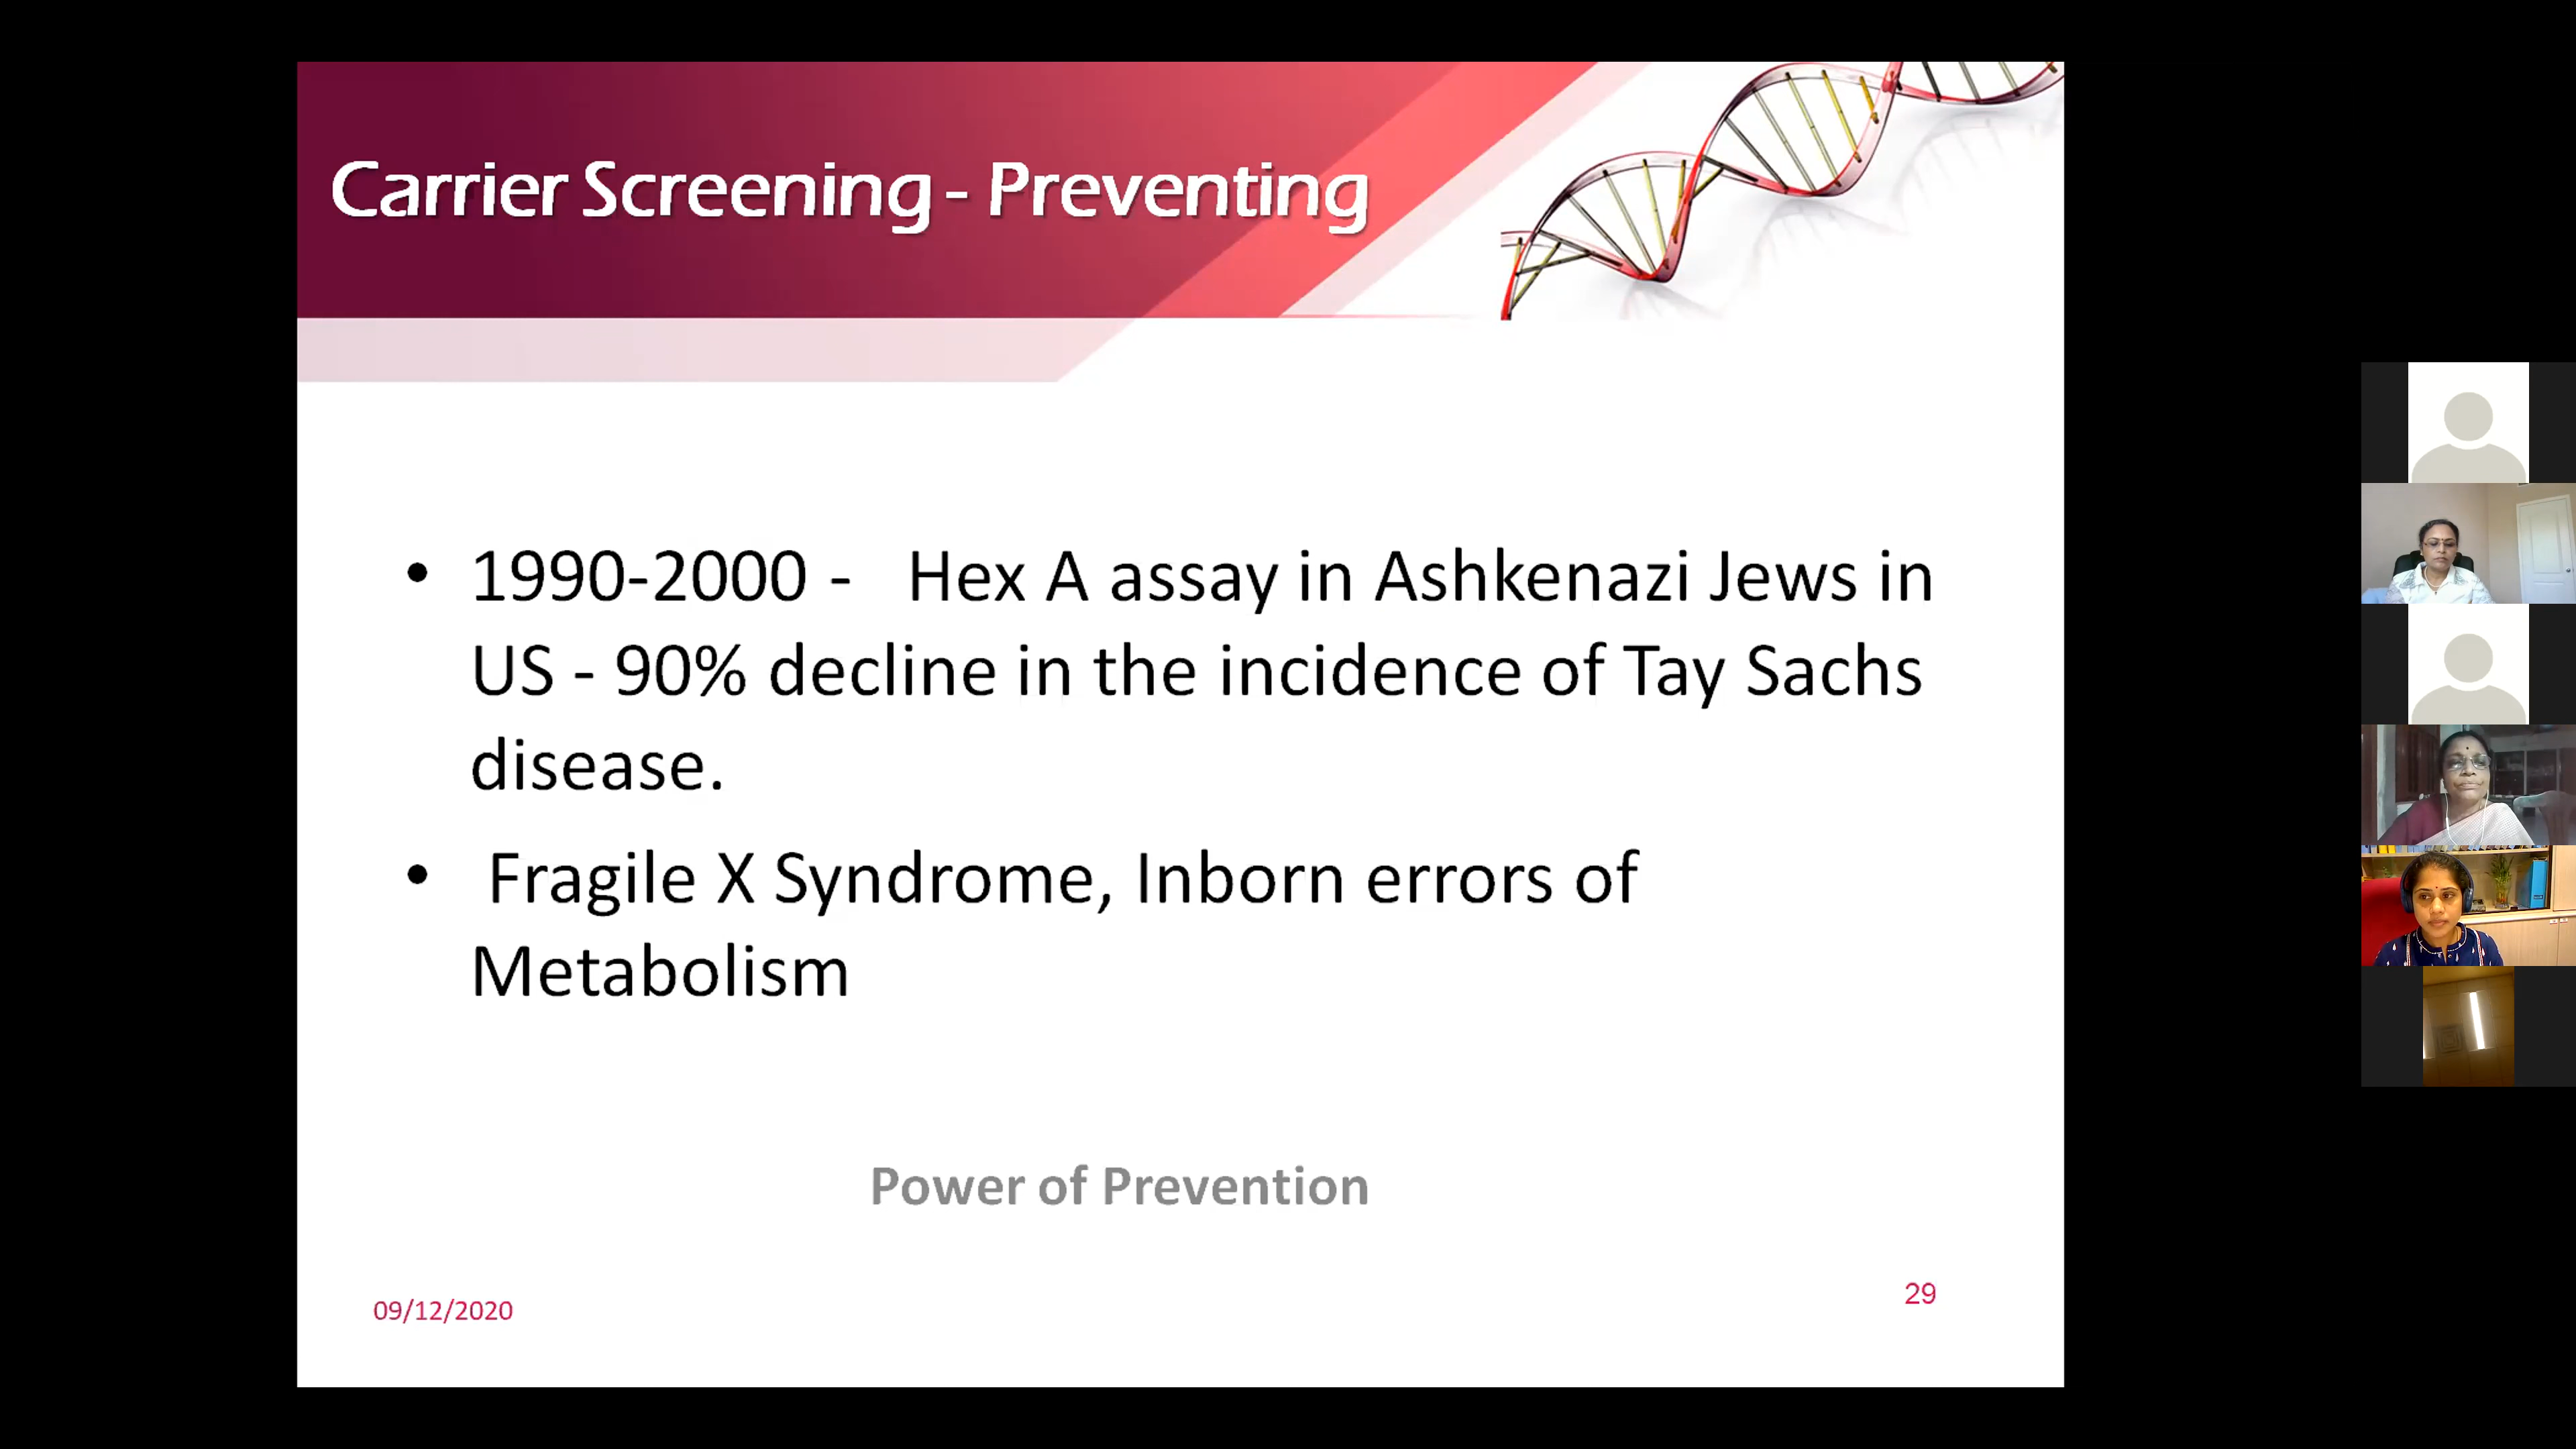 Carrier Screening - Preventing
• 1990-2000 - Hex A assay in Ashkenazi Jews in
US - 90% decline in the incidence of Tay Sachs
disease.
• Fragile X Syndrome, Inborn errors of
Metabolism
Power of Prevention
09/12/2020
29